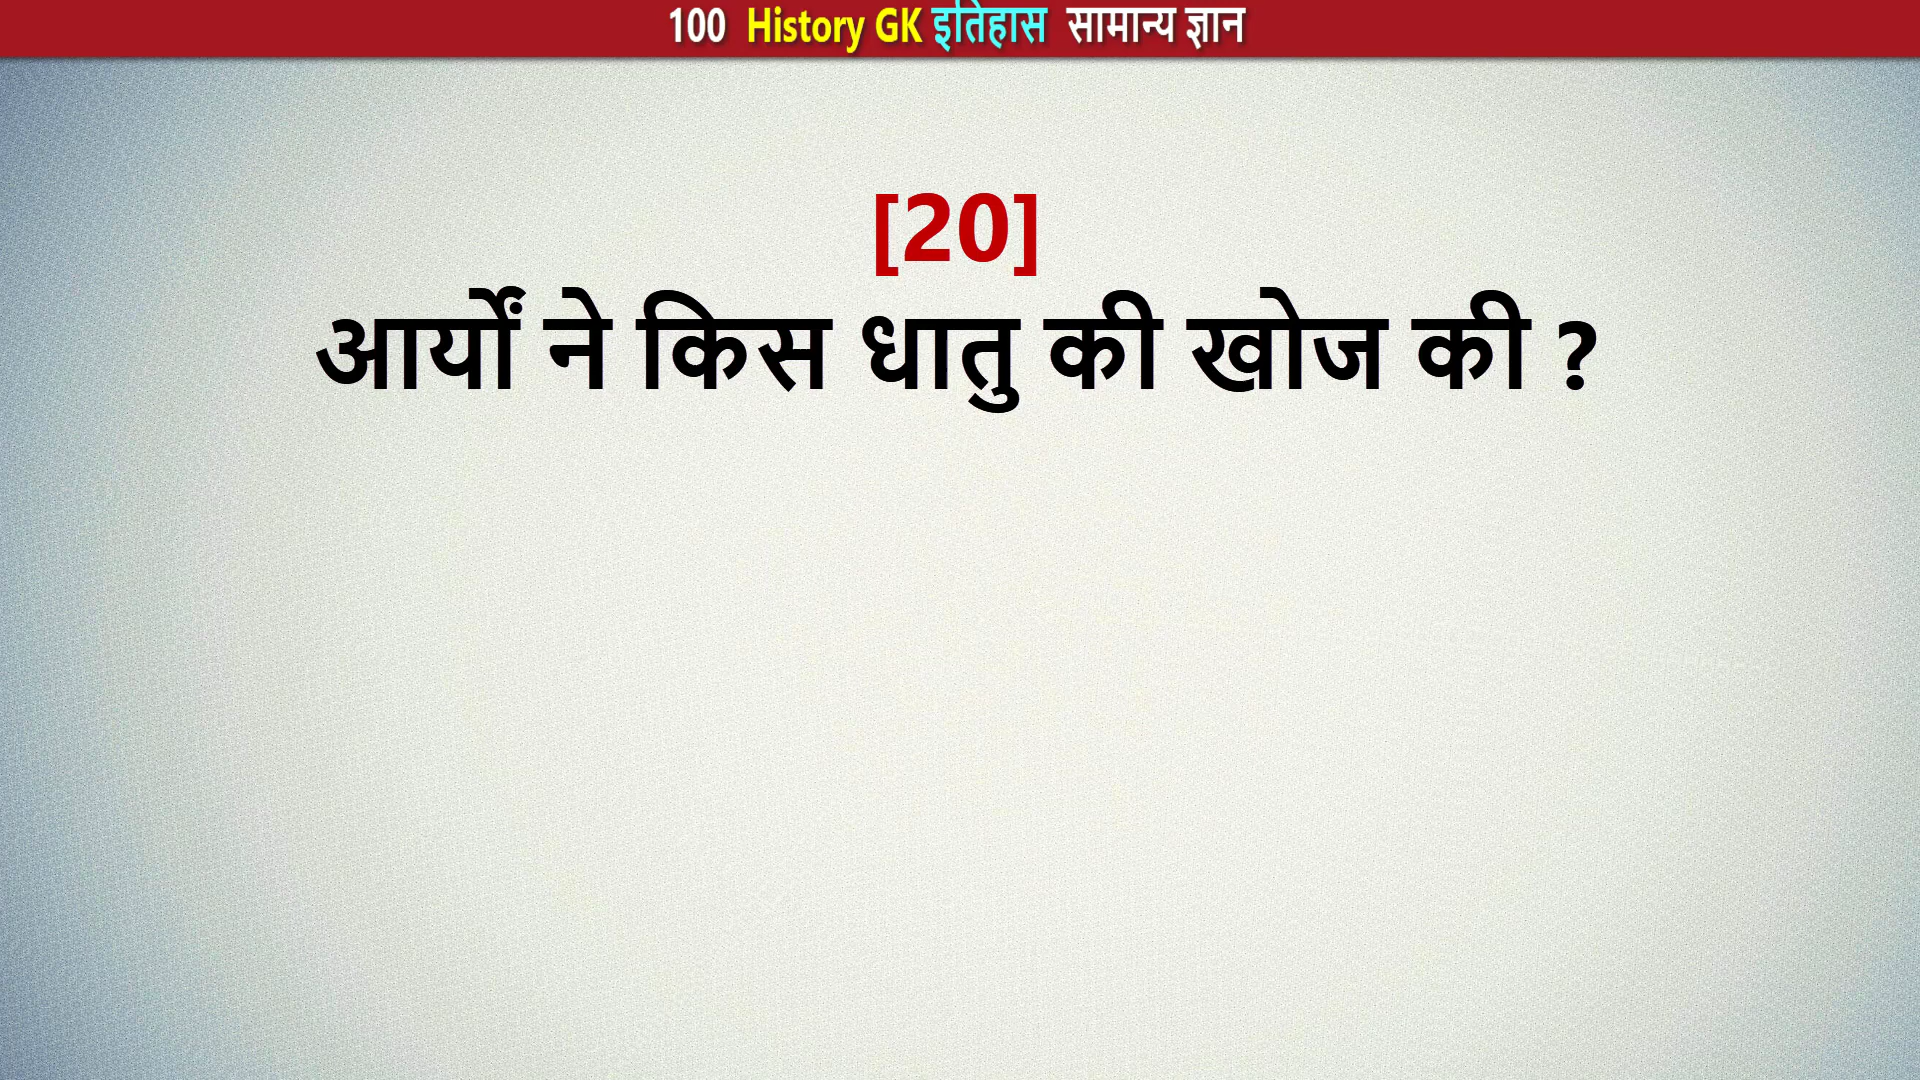 100 History GK इतिहास सामान्य ज्ञान
[20]
आर्यों ने किस धातु की खोज की ?